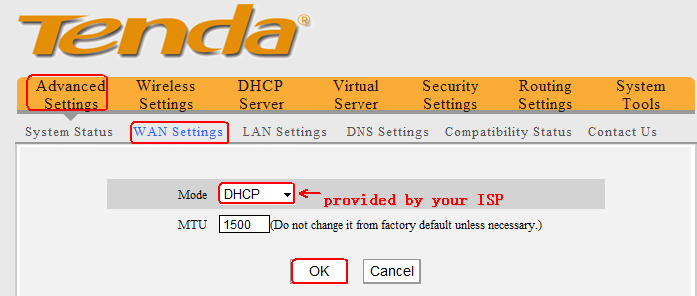 Tenda®
Advanced Settings Wireless Settings DHCP Server Virtual Server Security Settings Routing Settings System Tools
System Status WAN Settings LAN Settings DNS Settings Compatibility Status Contact Us
Mode DHCP provided by your ISP
MTU 1500 (Do not change it from factory default unless necessary.)
OK Cancel